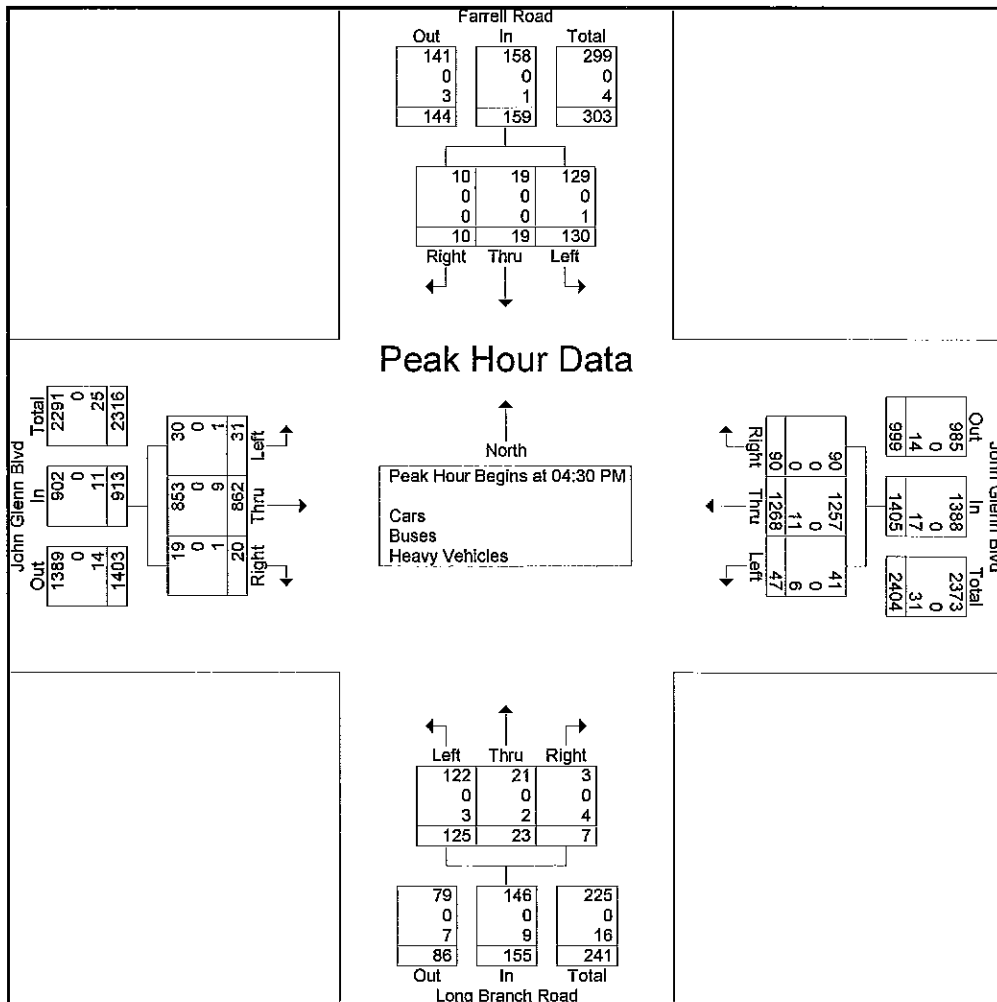 Farrell Road
Out In Total
141 158 299
0 0 0
3 1 4
144 159 303
10 19 129
0 0 0
0 0 1
10 19 130
Right Thru Left
Peak Hour Data
John Glenn Blvd
Total
2291 0 25 2316
In
902 0 11 913
Out
1389 0 14 1403
30 0 1 31
Left
853 0 9 862
Thru
19 0 1 20
Right
North
Peak Hour Begins at 04:30 PM
Cars
Buses
Heavy Vehicles
Right
90 0 0 90
Thru
1257 0 11 1268
Left
41 0 6 47
John Glenn Blvd
Out
985 0 14 999
In
1388 0 17 1405
Total
2373 0 31 2404
Left Thru Right
122 21 3
0 0 0
3 2 4
125 23 7
79 146 225
0 0 0
7 9 16
86 155 241
Out In Total
Long Branch Road